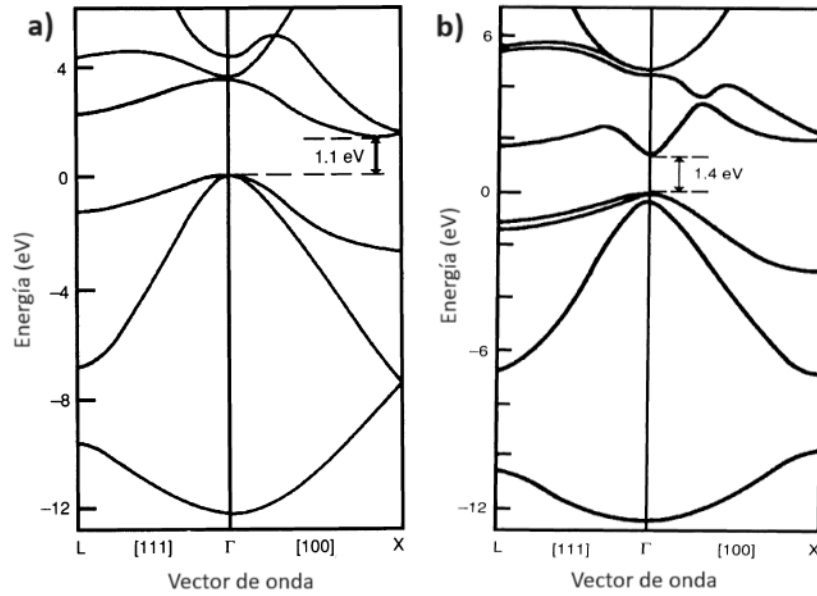 a)
4
0
−4
−8
−12
Energía (eV)
1.1 eV
L [111] Γ [100] X
Vector de onda
b)
6
0
−6
−12
Energía (eV)
1.4 eV
L [111] Γ [100] X
Vector de onda